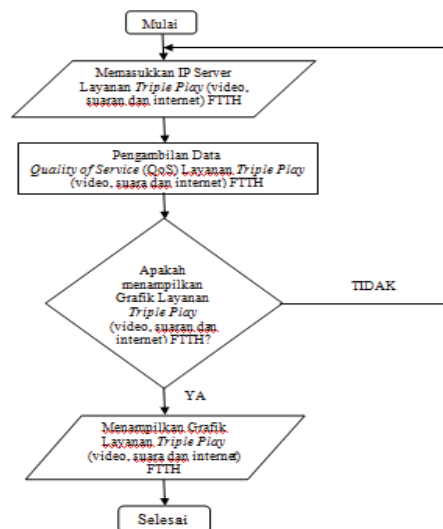 Mulai
Memasukkan IP Server
Layanan Triple Play (video,
suaran dan internet) FTTH
Pengambilan Data
Quality of Service (QoS) Layanan Triple Play
(video, suara dan internet) FTTH
Apakah
menampilkan
Grafik Layanan
Triple Play
(video, suaran dan
internet) FTTH?
TIDAK
YA
Menampilkan Grafik
Layanan Triple Play
(video, suara dan internet)
FTTH
Selesai